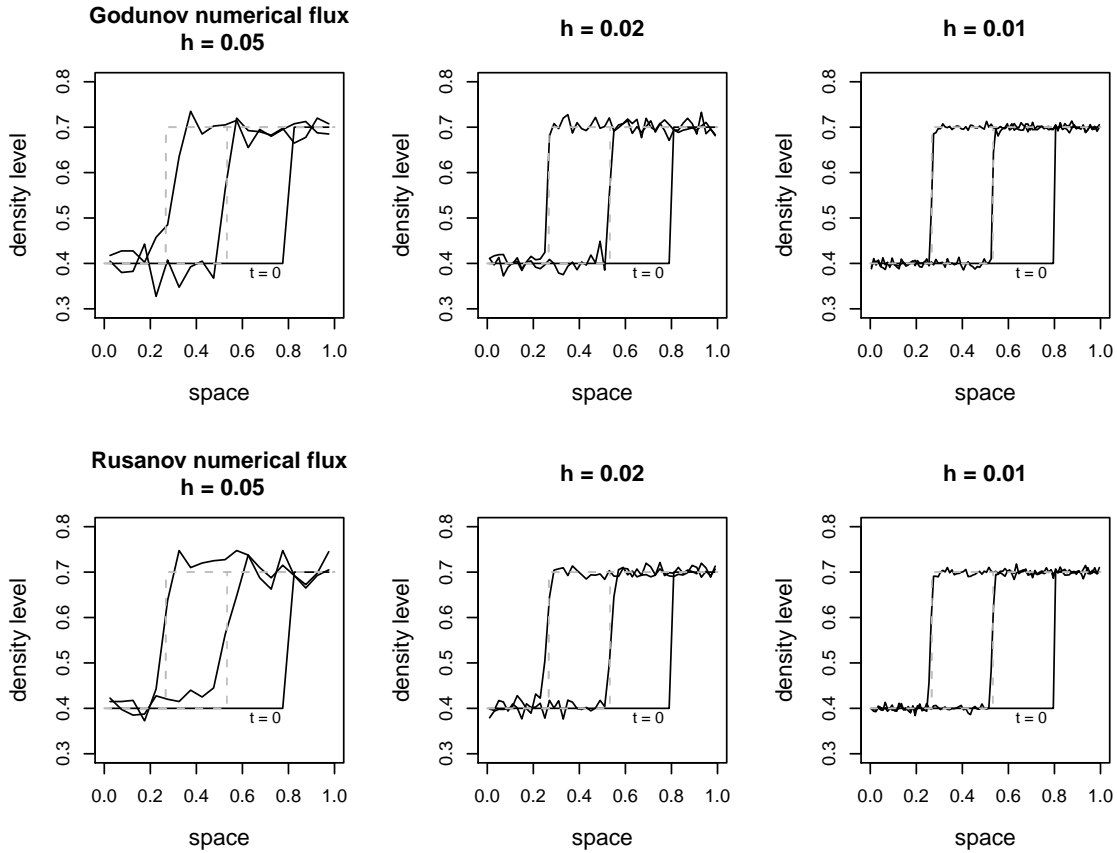 Godunov numerical flux
h = 0.05
h = 0.02
h = 0.01
density level
0.3 0.4 0.5 0.6 0.7 0.8
t = 0
0.0 0.2 0.4 0.6 0.8 1.0
space
density level
0.3 0.4 0.5 0.6 0.7 0.8
t = 0
0.0 0.2 0.4 0.6 0.8 1.0
space
density level
0.3 0.4 0.5 0.6 0.7 0.8
t = 0
0.0 0.2 0.4 0.6 0.8 1.0
space
Rusanov numerical flux
h = 0.05
h = 0.02
h = 0.01
density level
0.3 0.4 0.5 0.6 0.7 0.8
t = 0
0.0 0.2 0.4 0.6 0.8 1.0
space
density level
0.3 0.4 0.5 0.6 0.7 0.8
t = 0
0.0 0.2 0.4 0.6 0.8 1.0
space
density level
0.3 0.4 0.5 0.6 0.7 0.8
t = 0
0.0 0.2 0.4 0.6 0.8 1.0
space